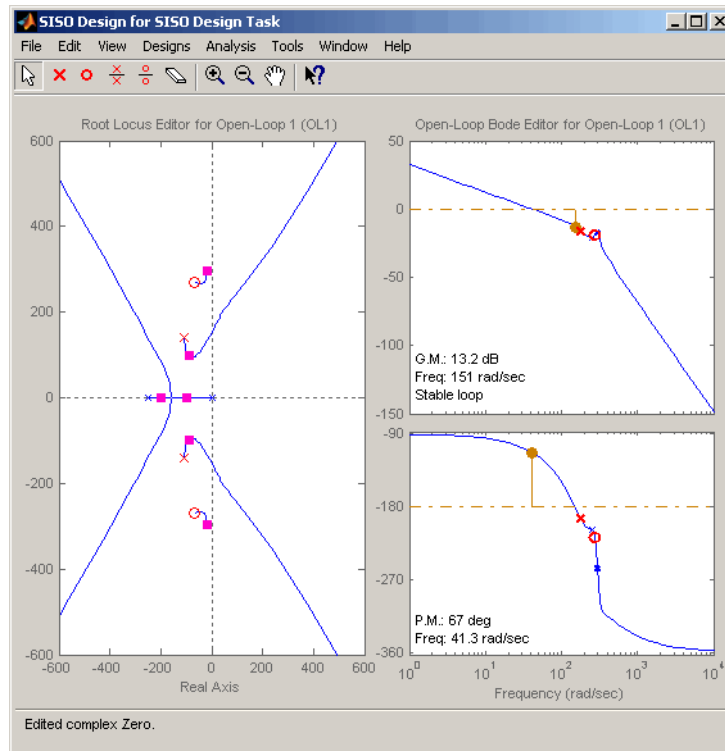 SISO Design for SISO Design Task
File Edit View Designs Analysis Tools Window Help
Root Locus Editor for Open-Loop 1 (OL1)
600
400
200
0
-200
-400
-600
-600 -400 -200 0 200 400 600
Real Axis
Open-Loop Bode Editor for Open-Loop 1 (OL1)
50
0
-50
-100
-150
G.M.: 13.2 dB
Freq: 151 rad/sec
Stable loop
-90
-180
-270
-360
P.M.: 67 deg
Freq: 41.3 rad/sec
10^0 10^1 10^2 10^3 10^4
Frequency (rad/sec)
Edited complex Zero.